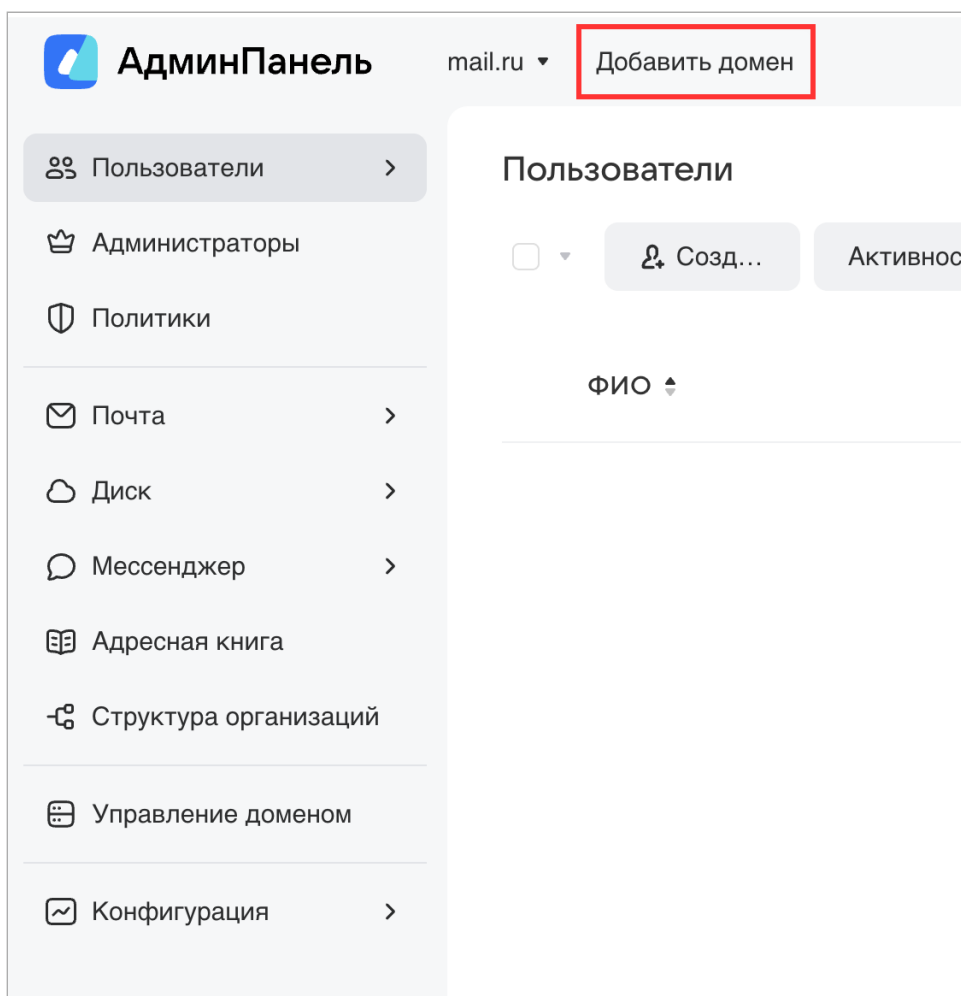 АдминПанель
mail.ru
Добавить домен
Пользователи
Администраторы
Политики
Почта
Диск
Мессенджер
Адресная книга
Структура организаций
Управление доменом
Конфигурация
Пользователи
Созд...
Активнос
ФИО